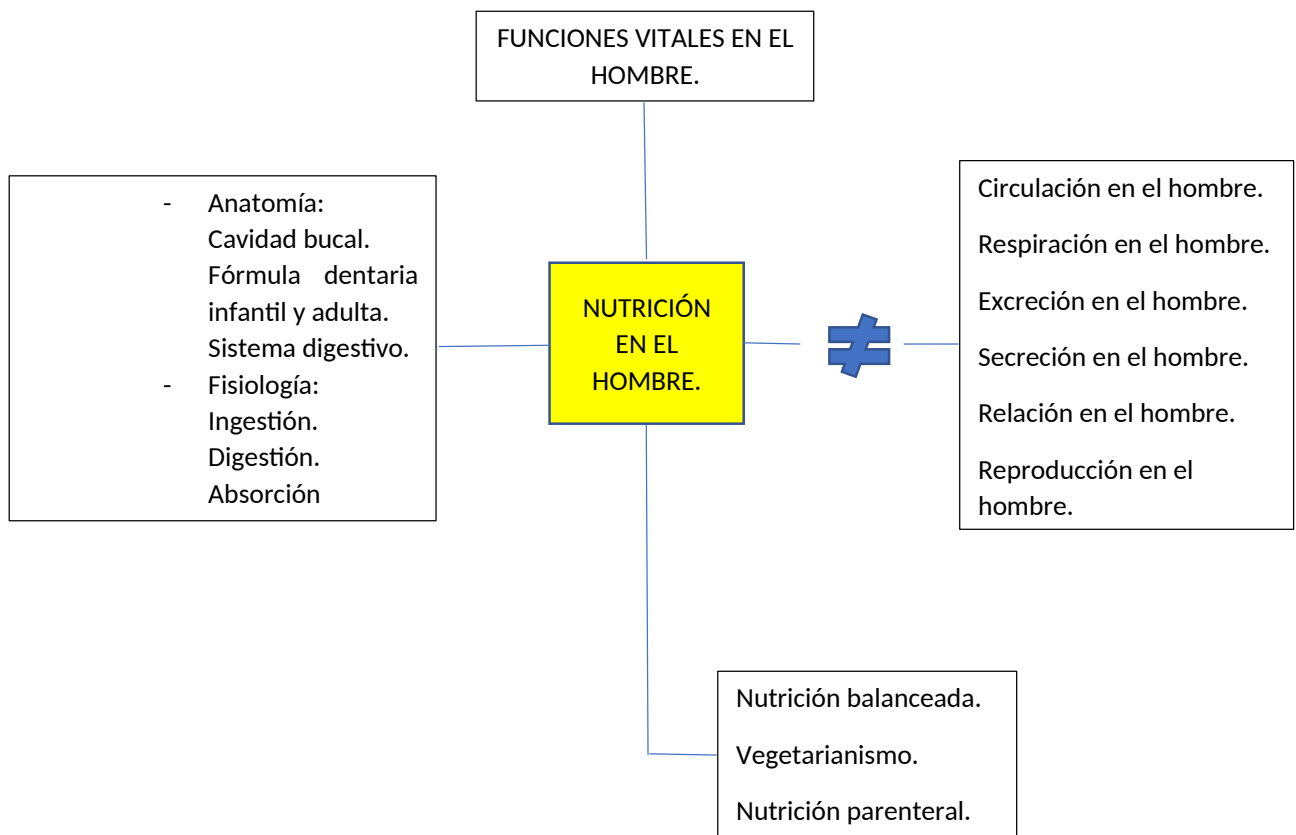 FUNCIONES VITALES EN EL
HOMBRE.
- Anatomía:
Cavidad bucal.
Fórmula dentaria
infantil y adulta.
Sistema digestivo.
- Fisiología:
Ingestión.
Digestión.
Absorción
NUTRICIÓN
EN EL
HOMBRE.
Circulación en el hombre.
Respiración en el hombre.
Excreción en el hombre.
Secreción en el hombre.
Relación en el hombre.
Reproducción en el
hombre.
Nutrición balanceada.
Vegetarianismo.
Nutrición parenteral.